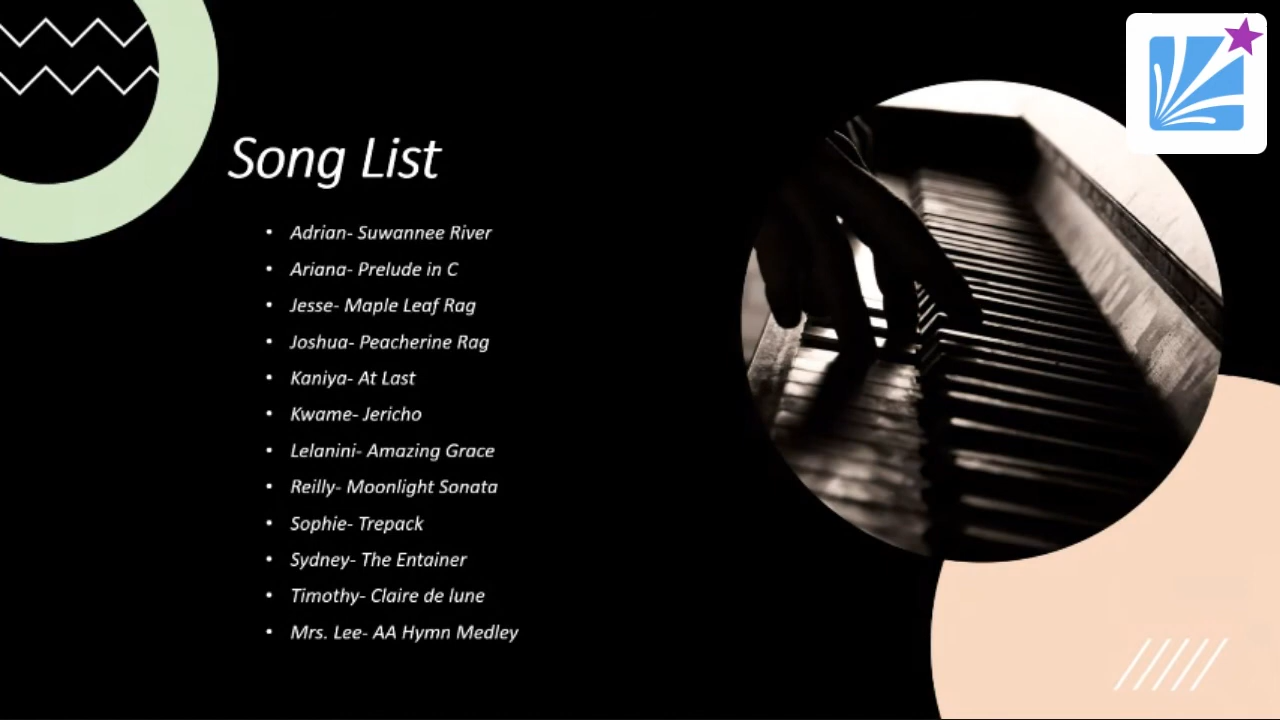 Song List
• Adrian- Suwannee River
• Ariana- Prelude in C
• Jesse- Maple Leaf Rag
• Joshua- Peacherine Rag
• Kaniya- At Last
• Kwame- Jericho
• Lelanini- Amazing Grace
• Reilly- Moonlight Sonata
• Sophie- Trepack
• Sydney- The Entainer
• Timothy- Claire de lune
• Mrs. Lee- AA Hymn Medley